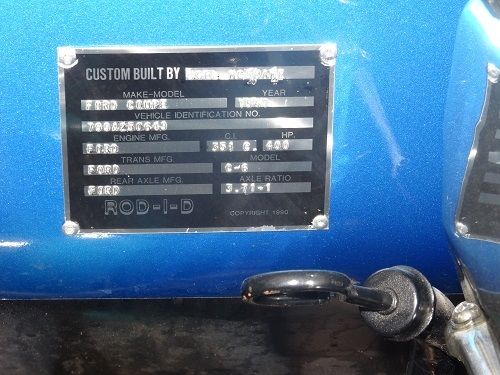 CUSTOM BUILT BY
MAKE-MODEL YEAR
FORD COUPE
VEHICLE IDENTIFICATION NO.
ENGINE MFG. C.I. HP.
FORD 351 C. 400
TRANS MFG. MODEL
FORD C-6
REAR AXLE MFG. AXLE RATIO
FORD 3.71-1
ROD-I-D COPYRIGHT 1990